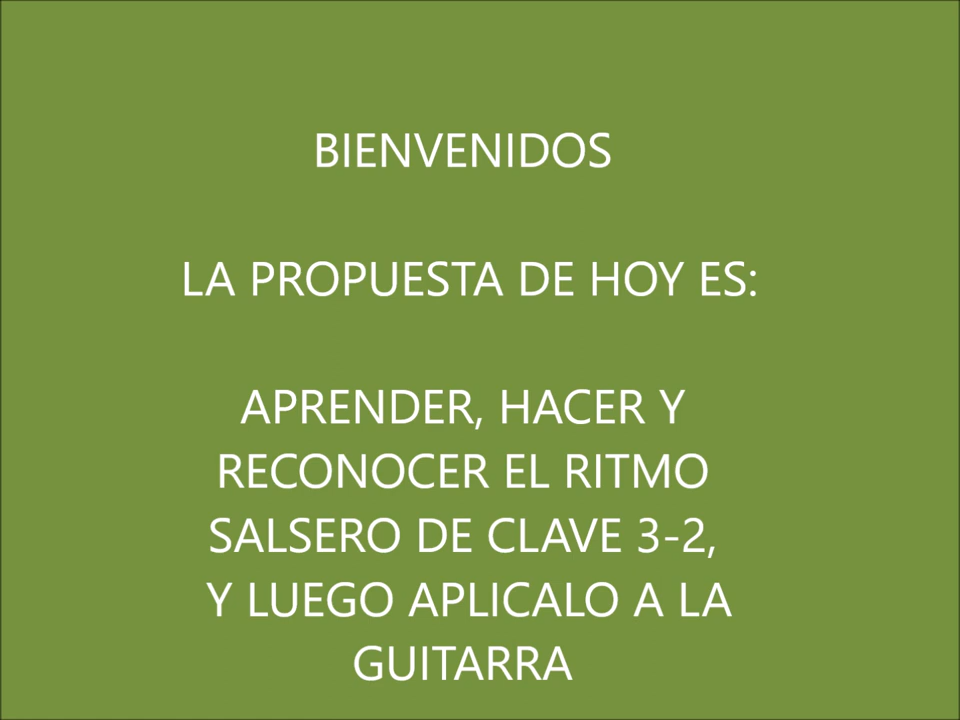 BIENVENIDOS
LA PROPUESTA DE HOY ES:
APRENDER, HACER Y
RECONOCER EL RITMO
SALSERO DE CLAVE 3-2,
Y LUEGO APLICALO A LA
GUITARRA